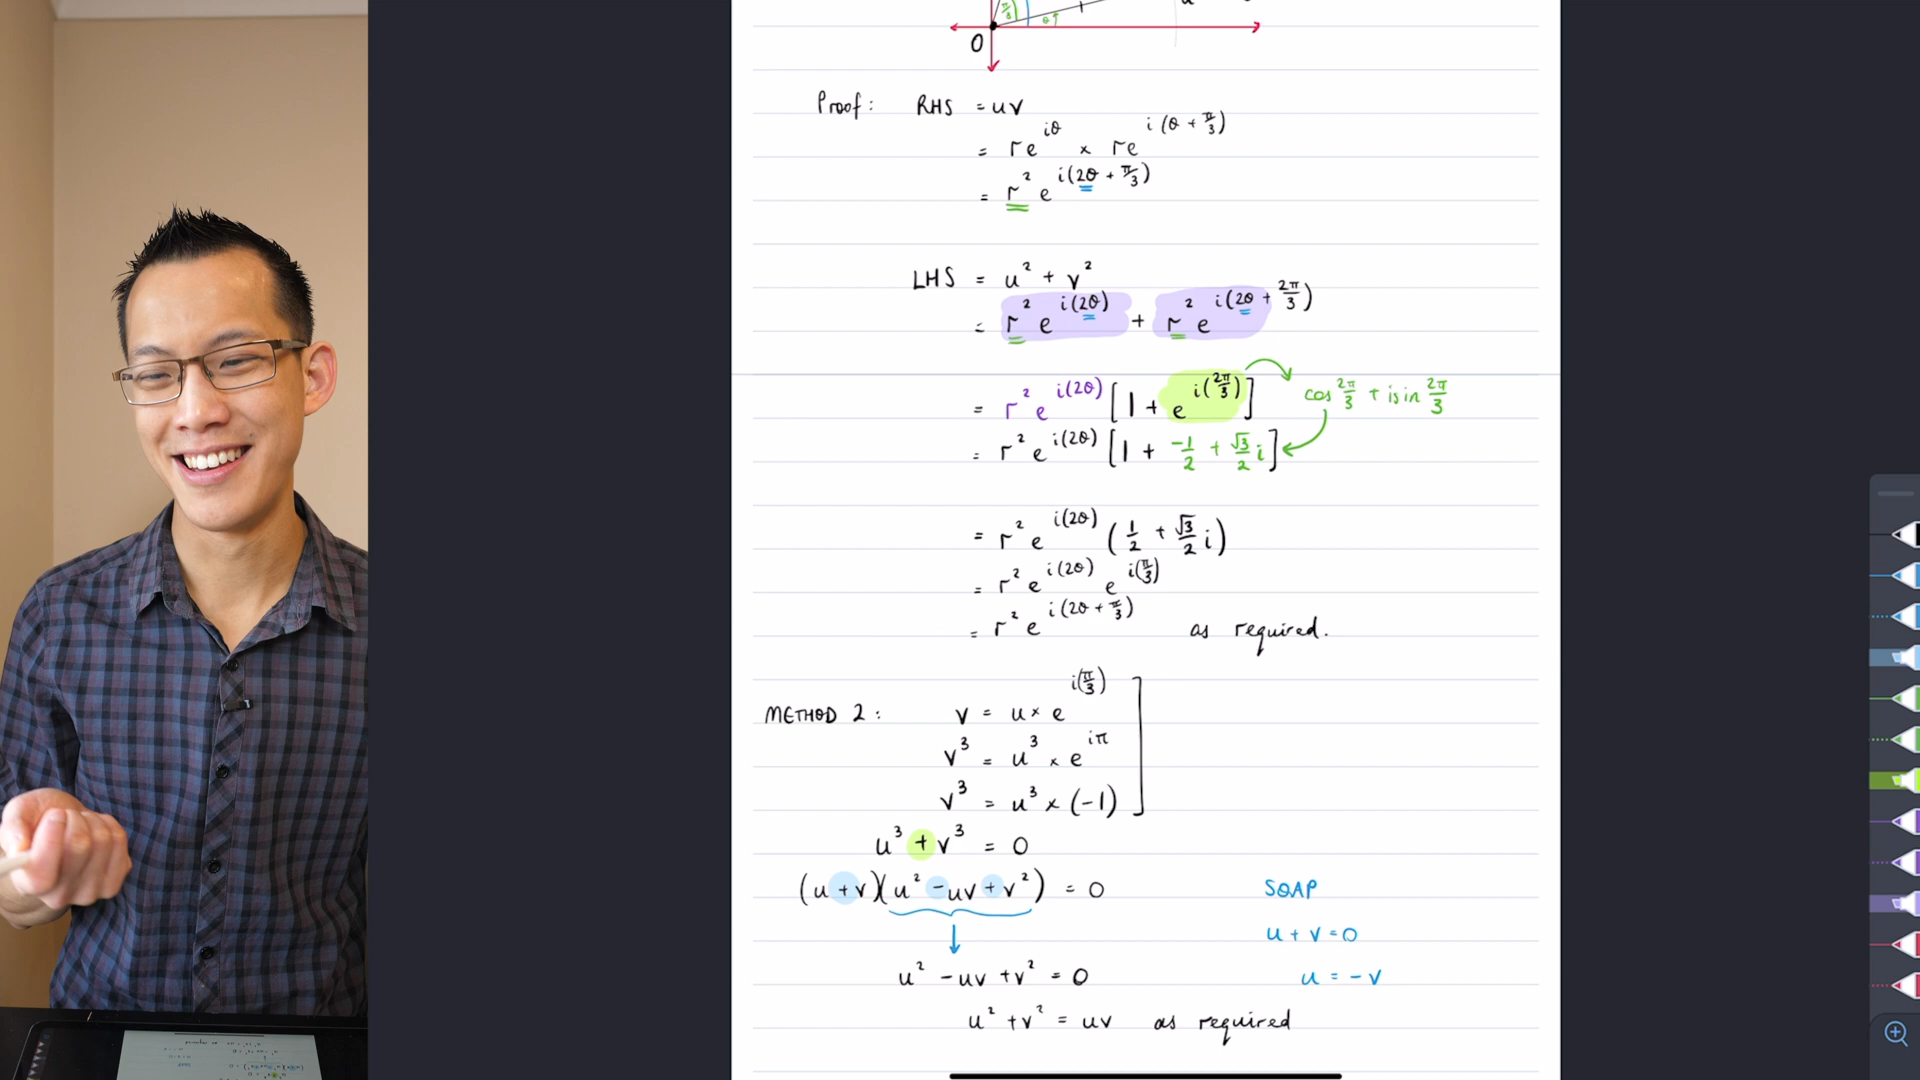 π/3 θ
0
Proof: RHS = uv
= re^{iθ} × re^{i(θ + π/3)}
= r² e^{i(2θ + π/3)}
LHS = u² + v²
= r² e^{i(2θ)} + r² e^{i(2θ + 2π/3)}
= r² e^{i(2θ)} [1 + e^{i(2π/3)}] cos 2π/3 + i sin 2π/3
= r² e^{i(2θ)} [1 + -1/2 + √3/2 i]
= r² e^{i(2θ)} (1/2 + √3/2 i)
= r² e^{i(2θ)} e^{i(π/3)}
= r² e^{i(2θ + π/3)} as required.
METHOD 2: v = u × e^{i(π/3)}
v³ = u³ × e^{iπ}
v³ = u³ × (-1)
u³ + v³ = 0
(u + v)(u² - uv + v²) = 0 SOAP
u + v = 0
u² - uv + v² = 0 u = -v
u² + v² = uv as required